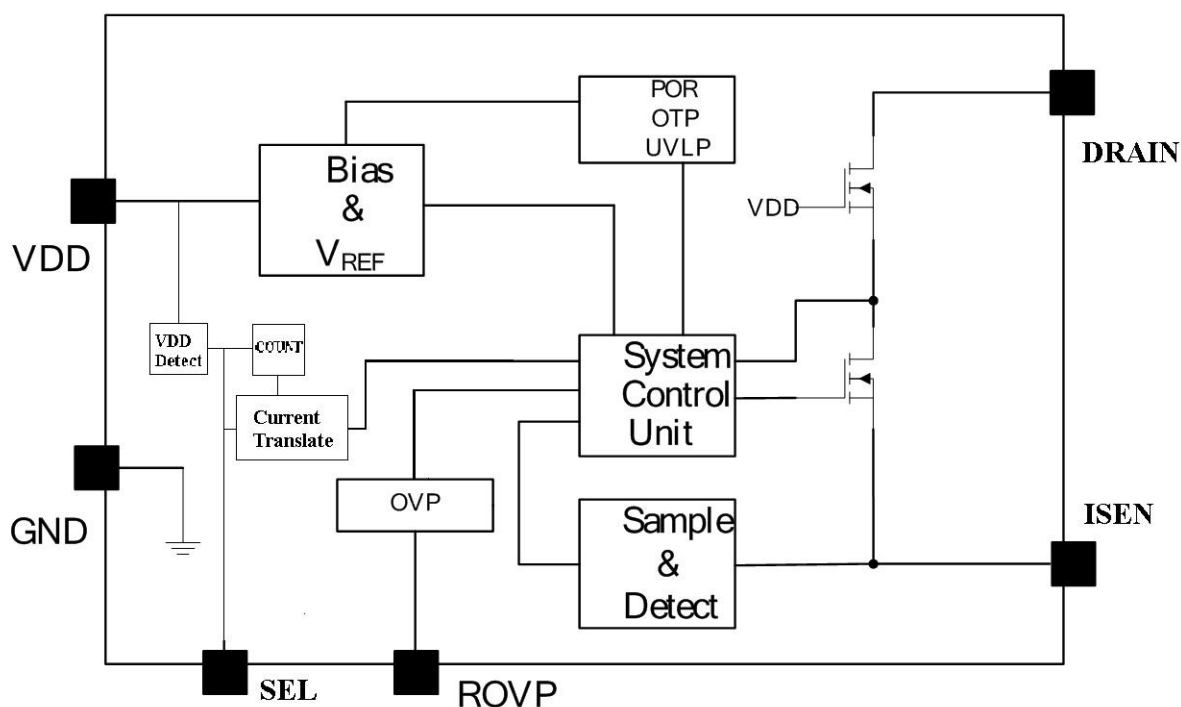 POR
OTP
UVLP
DRAIN
Bias
&
VREF
VDD
VDD
VDD
Detect
COUNT
System
Control
Unit
Current
Translate
OVP
GND
Sample
&
Detect
ISEN
SEL
ROVP